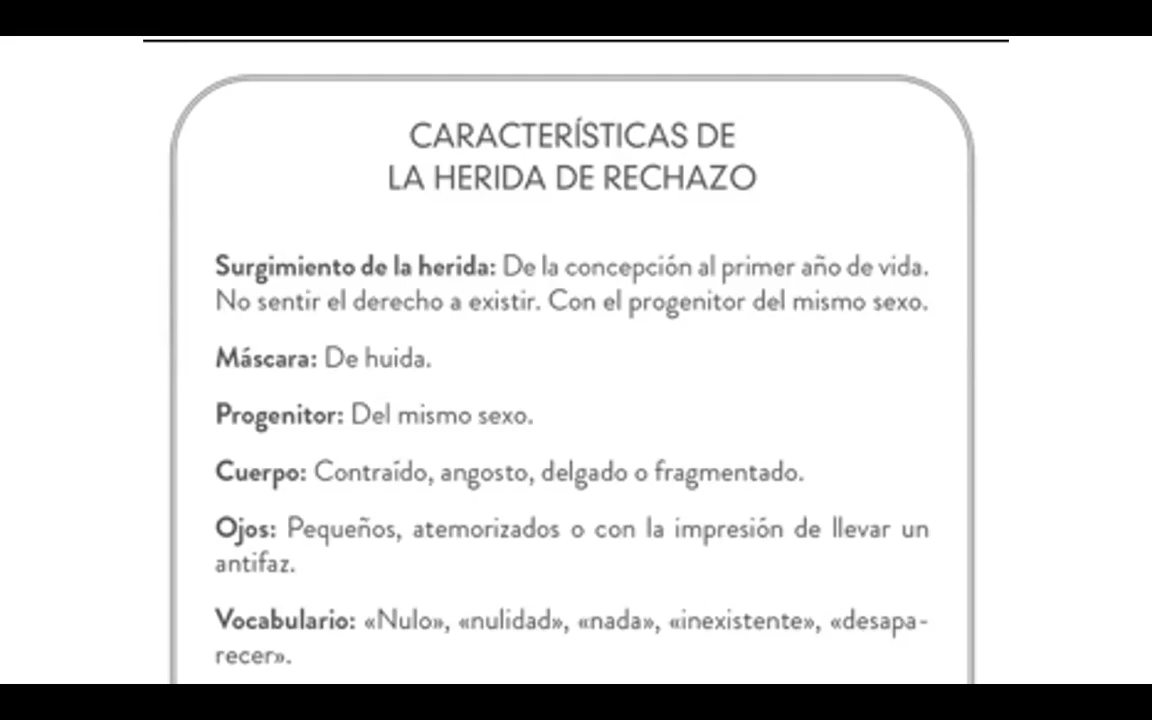 CARACTERÍSTICAS DE
LA HERIDA DE RECHAZO
Surgimiento de la herida: De la concepción al primer año de vida.
No sentir el derecho a existir. Con el progenitor del mismo sexo.
Máscara: De huida.
Progenitor: Del mismo sexo.
Cuerpo: Contraído, angosto, delgado o fragmentado.
Ojos: Pequeños, atemorizados o con la impresión de llevar un
antifaz.
Vocabulario: «Nulo», «nulidad», «nada», «inexistente», «desapa-
recer».